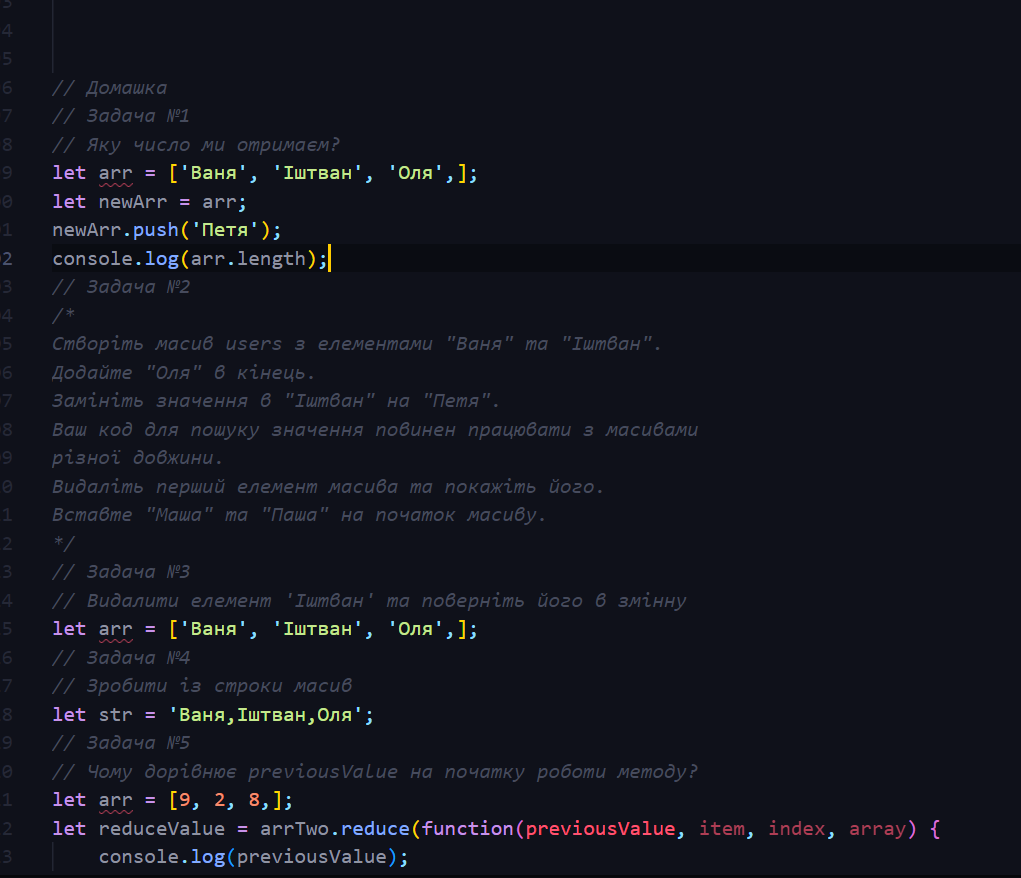 3
4
5
6 // Домашка
7 // Задача №1
8 // Яку число ми отримаєм?
9 let arr = ['Ваня', 'Іштван', 'Оля',];
0 let newArr = arr;
1 newArr.push('Петя');
2 console.log(arr.length);
3 // Задача №2
4 /*
5 Створіть масив users з елементами "Ваня" та "Іштван".
6 Додайте "Оля" в кінець.
7 Замініть значення в "Іштван" на "Петя".
8 Ваш код для пошуку значення повинен працювати з масивами
9 різної довжини.
0 Видаліть перший елемент масива та покажіть його.
1 Вставте "Маша" та "Паша" на початок масиву.
2 */
3 // Задача №3
4 // Видалити елемент 'Іштван' та поверніть його в змінну
5 let arr = ['Ваня', 'Іштван', 'Оля',];
6 // Задача №4
7 // Зробити із строки масив
8 let str = 'Ваня,Іштван,Оля';
9 // Задача №5
0 // Чому дорівнює previousValue на початку роботи методу?
1 let arr = [9, 2, 8,];
2 let reduceValue = arrTwo.reduce(function(previousValue, item, index, array) {
3 console.log(previousValue);